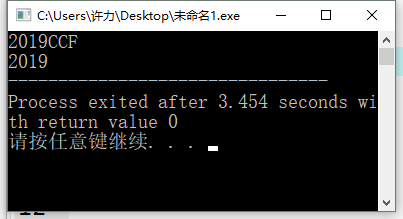 C:\Users\许力\Desktop\未命名1.exe
2019CCF
2019
--------------------------------
Process exited after 3.454 seconds wi
th return value 0
请按任意键继续. . .